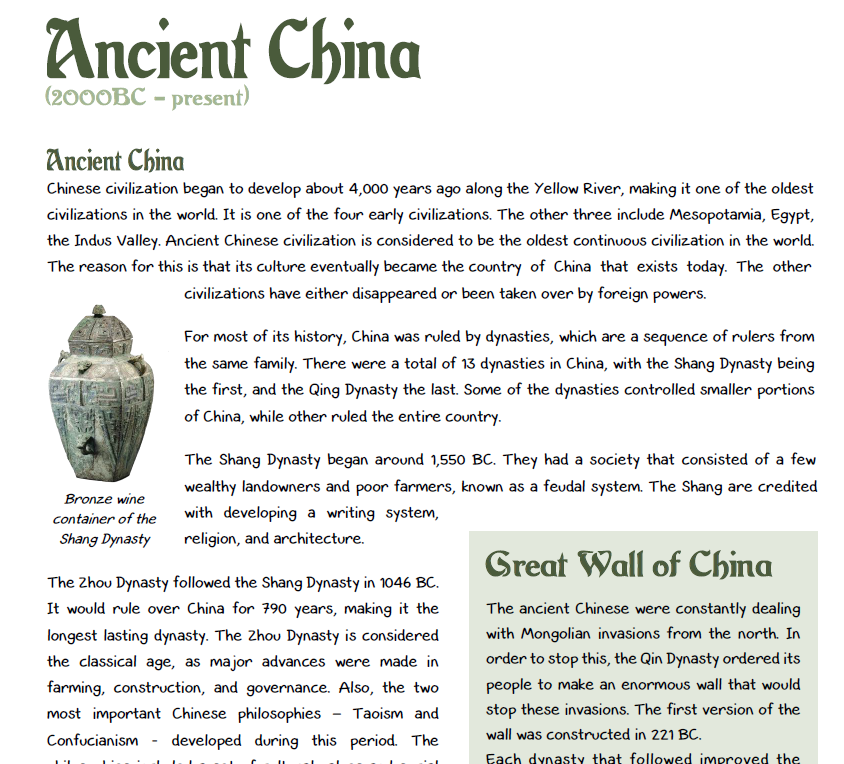 Ancient China
(2000BC – present)
Ancient China
Chinese civilization began to develop about 4,000 years ago along the Yellow River, making it one of the oldest
civilizations in the world. It is one of the four early civilizations. The other three include Mesopotamia, Egypt,
the Indus Valley. Ancient Chinese civilization is considered to be the oldest continuous civilization in the world.
The reason for this is that its culture eventually became the country of China that exists today. The other
civilizations have either disappeared or been taken over by foreign powers.
For most of its history, China was ruled by dynasties, which are a sequence of rulers from
the same family. There were a total of 13 dynasties in China, with the Shang Dynasty being
the first, and the Qing Dynasty the last. Some of the dynasties controlled smaller portions
of China, while other ruled the entire country.
The Shang Dynasty began around 1,550 BC. They had a society that consisted of a few
wealthy landowners and poor farmers, known as a feudal system. The Shang are credited
with developing a writing system,
religion, and architecture.
Bronze wine
container of the
Shang Dynasty
The Zhou Dynasty followed the Shang Dynasty in 1046 BC.
It would rule over China for 790 years, making it the
longest lasting dynasty. The Zhou Dynasty is considered
the classical age, as major advances were made in
farming, construction, and governance. Also, the two
most important Chinese philosophies – Taoism and
Confucianism - developed during this period. The
Great Wall of China
The ancient Chinese were constantly dealing
with Mongolian invasions from the north. In
order to stop this, the Qin Dynasty ordered its
people to make an enormous wall that would
stop these invasions. The first version of the
wall was constructed in 221 BC.
Each dynasty that followed improved the